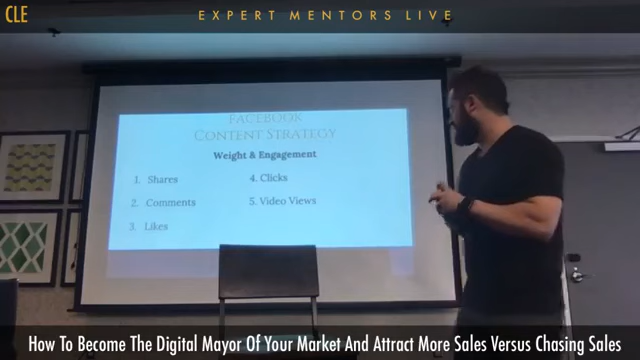 CLE
EXPERT MENTORS LIVE
FACEBOOK
CONTENT STRATEGY
Weight & Engagement
1. Shares
2. Comments
3. Likes
4. Clicks
5. Video Views
How To Become The Digital Mayor Of Your Market And Attract More Sales Versus Chasing Sales